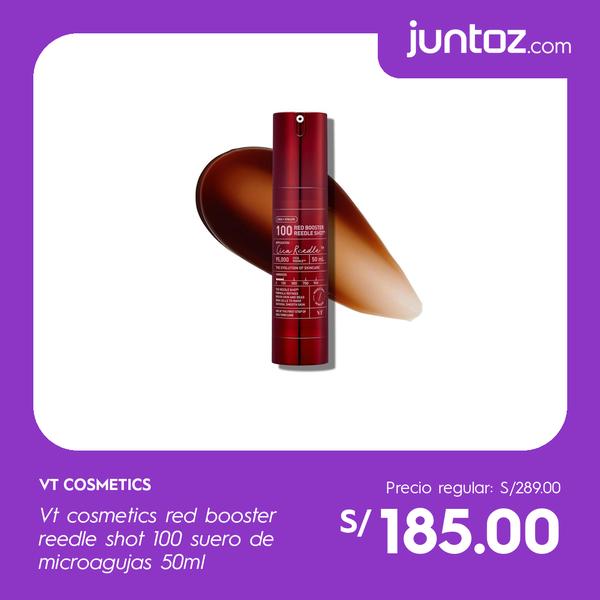 juntoz.com
100 RED BOOSTER
REEDLE SHOT
Cica Reedle
50 mL
THE EVOLUTION OF SKINCARE
VT
VT COSMETICS
Vt cosmetics red booster
reedle shot 100 suero de
microagujas 50ml
Precio regular: S/289.00
S/185.00